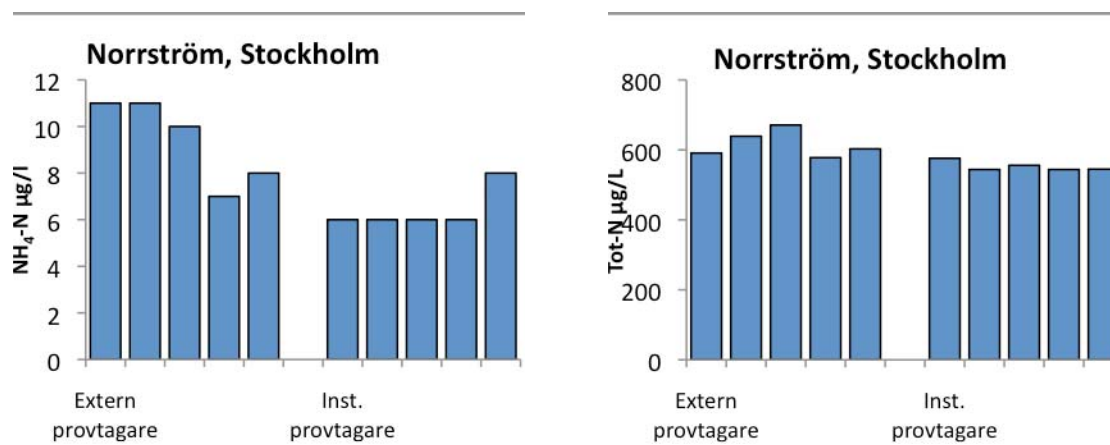 Norrström, Stockholm
12
10
8
6
4
2
0
NH₄-N µg/l
Extern
provtagare
Inst.
provtagare
Norrström, Stockholm
800
600
400
200
0
Tot-N µg/L
Extern
provtagare
Inst.
provtagare